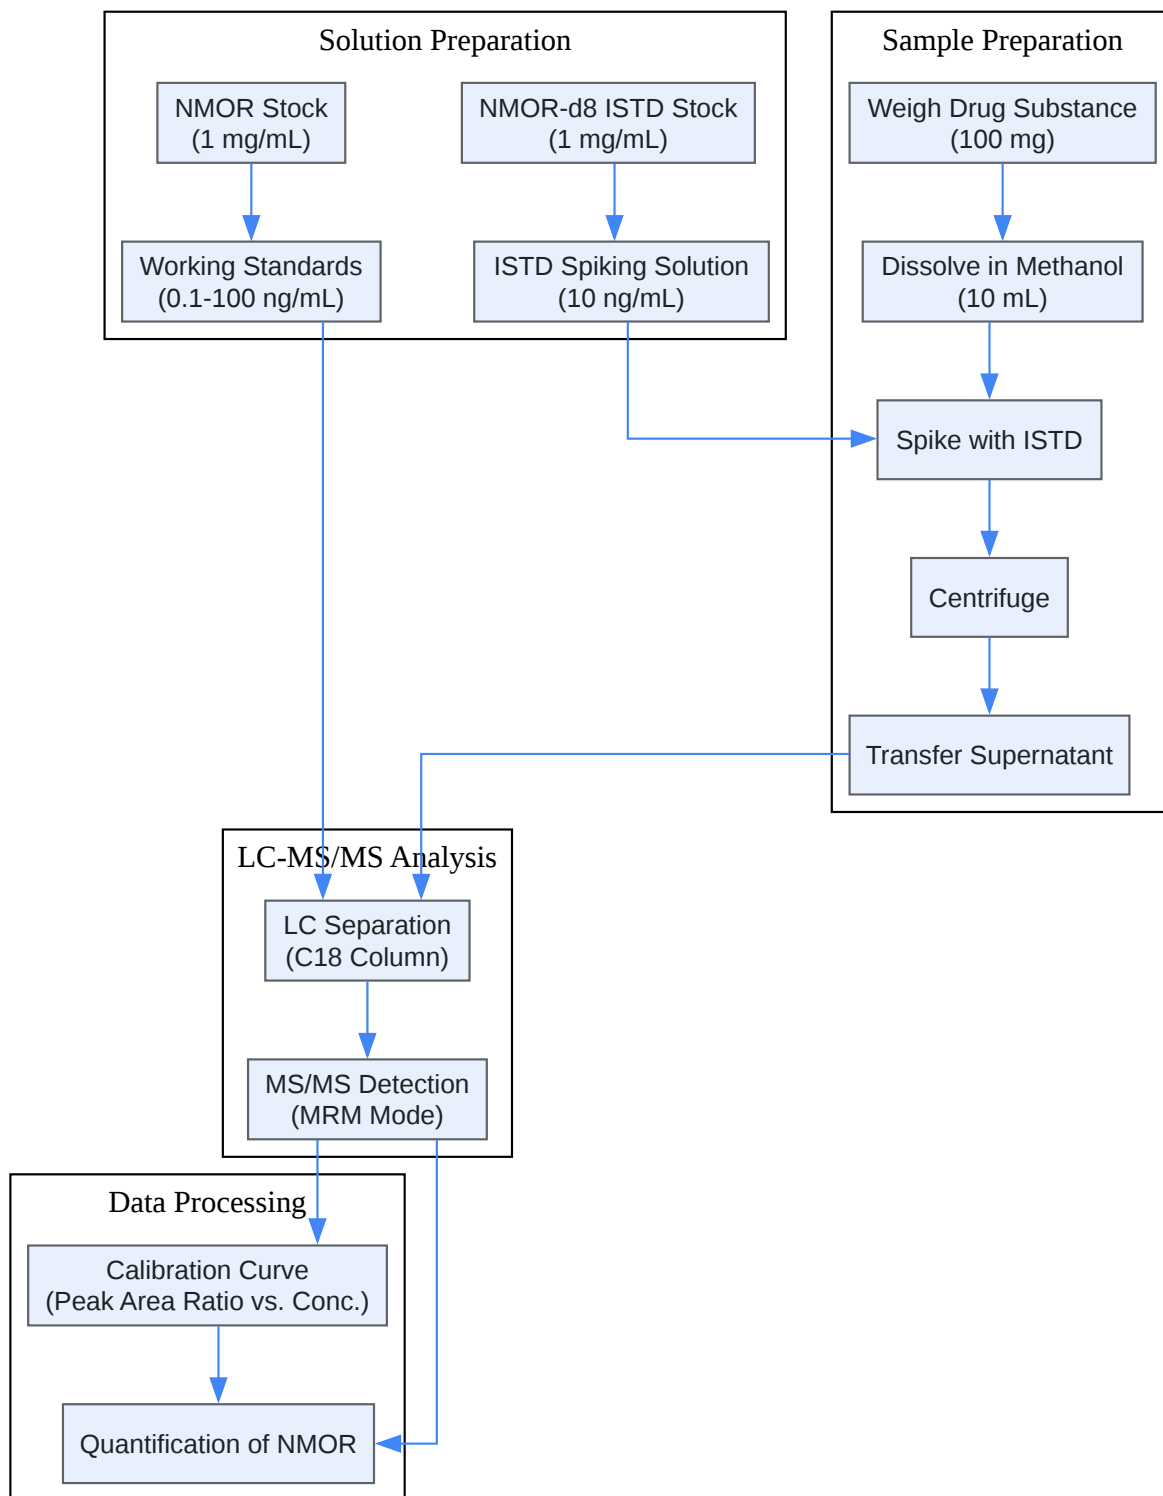 Solution Preparation
NMOR Stock
(1 mg/mL)
NMOR-d8 ISTD Stock
(1 mg/mL)
Working Standards
(0.1-100 ng/mL)
ISTD Spiking Solution
(10 ng/mL)
Sample Preparation
Weigh Drug Substance
(100 mg)
Dissolve in Methanol
(10 mL)
Spike with ISTD
Centrifuge
Transfer Supernatant
LC-MS/MS Analysis
LC Separation
(C18 Column)
MS/MS Detection
(MRM Mode)
Data Processing
Calibration Curve
(Peak Area Ratio vs. Conc.)
Quantification of NMOR